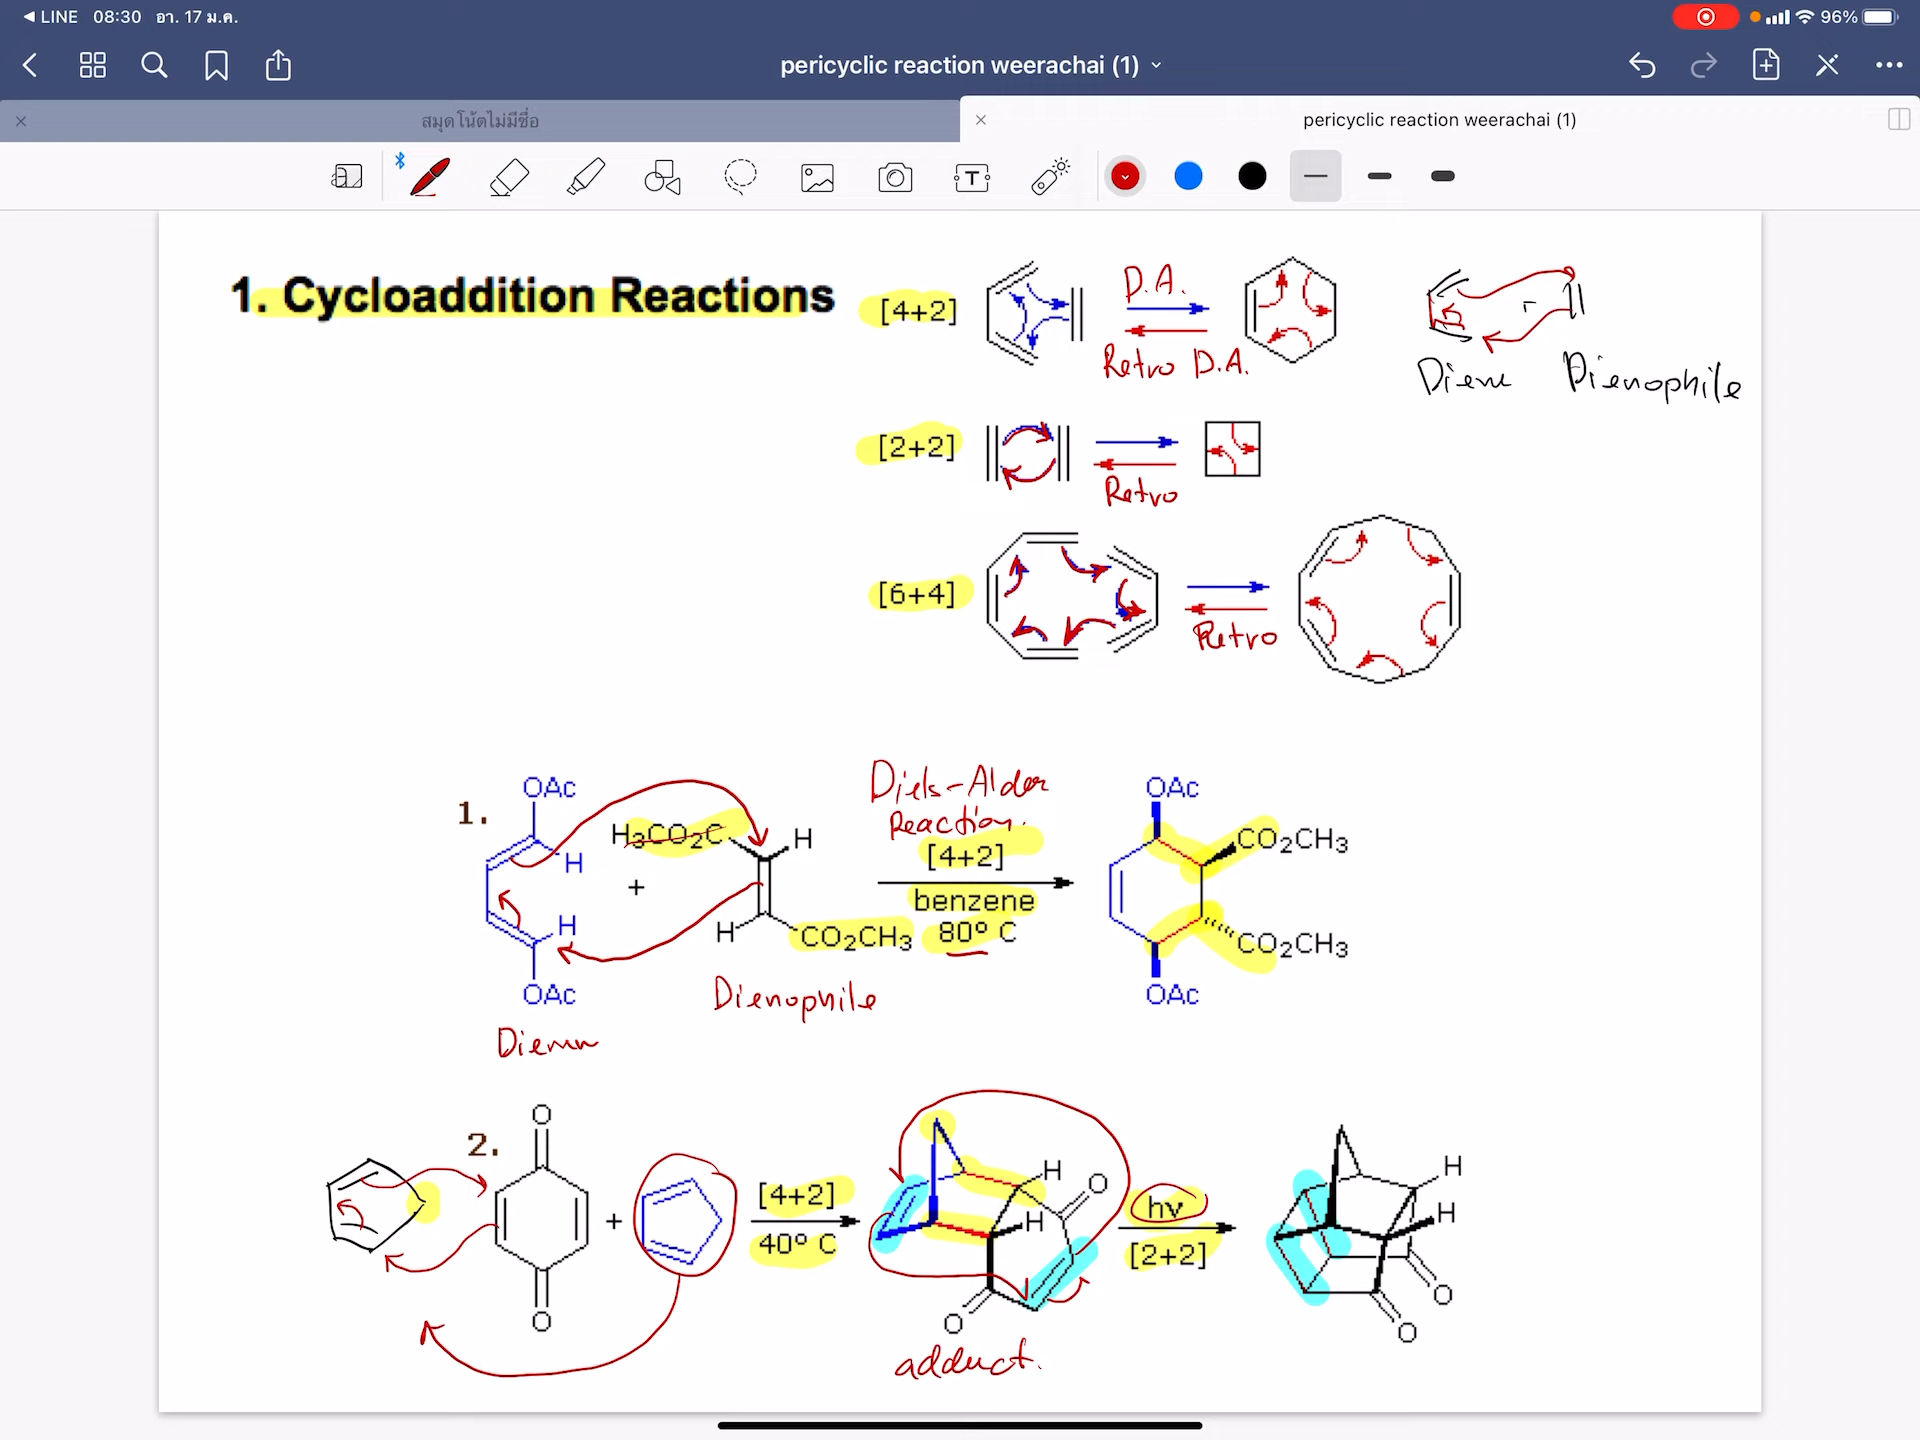 LINE 08:30 อา. 17 ม.ค.
96%
pericyclic reaction weerachai (1)
สมุดโน้ตไม่มีชื่อ
pericyclic reaction weerachai (1)
1. Cycloaddition Reactions
[4+2]
D.A.
Retro D.A.
Diene
Dienophile
[2+2]
Retro
[6+4]
Retro
1.
OAc
H
H
OAc
Diene
+
H3CO2C
H
H
CO2CH3
Dienophile
Diels-Alder
Reaction.
[4+2]
benzene
80º C
OAc
CO2CH3
CO2CH3
OAc
2.
O
O
+
[4+2]
40º C
H
H
O
O
adduct.
hν
[2+2]
H
H
O
O